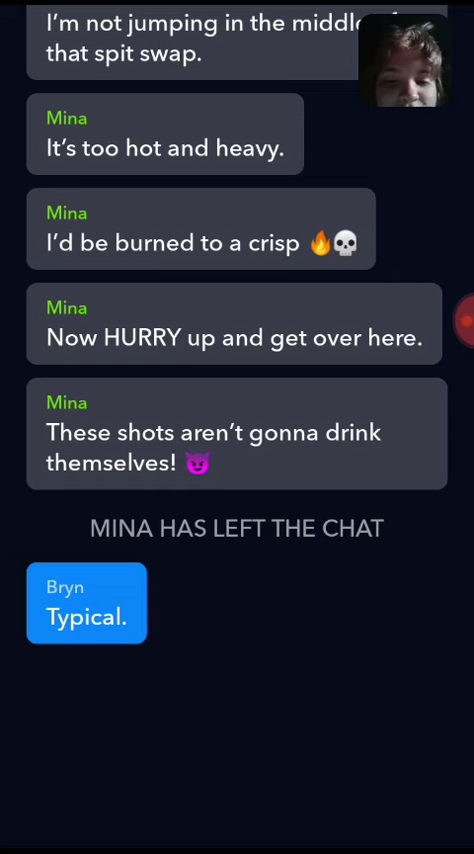 I'm not jumping in the middle
that spit swap.
Mina
It's too hot and heavy.
Mina
I'd be burned to a crisp 🔥💀
Mina
Now HURRY up and get over here.
Mina
These shots aren't gonna drink
themselves! 😈
MINA HAS LEFT THE CHAT
Bryn
Typical.